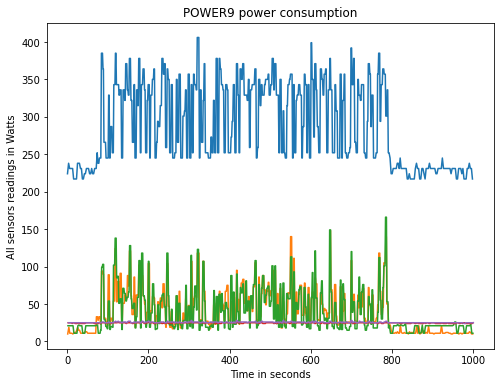 POWER9 power consumption
400
350
300
250
200
150
100
50
0
All sensors readings in Watts
0 200 400 600 800 1000
Time in seconds